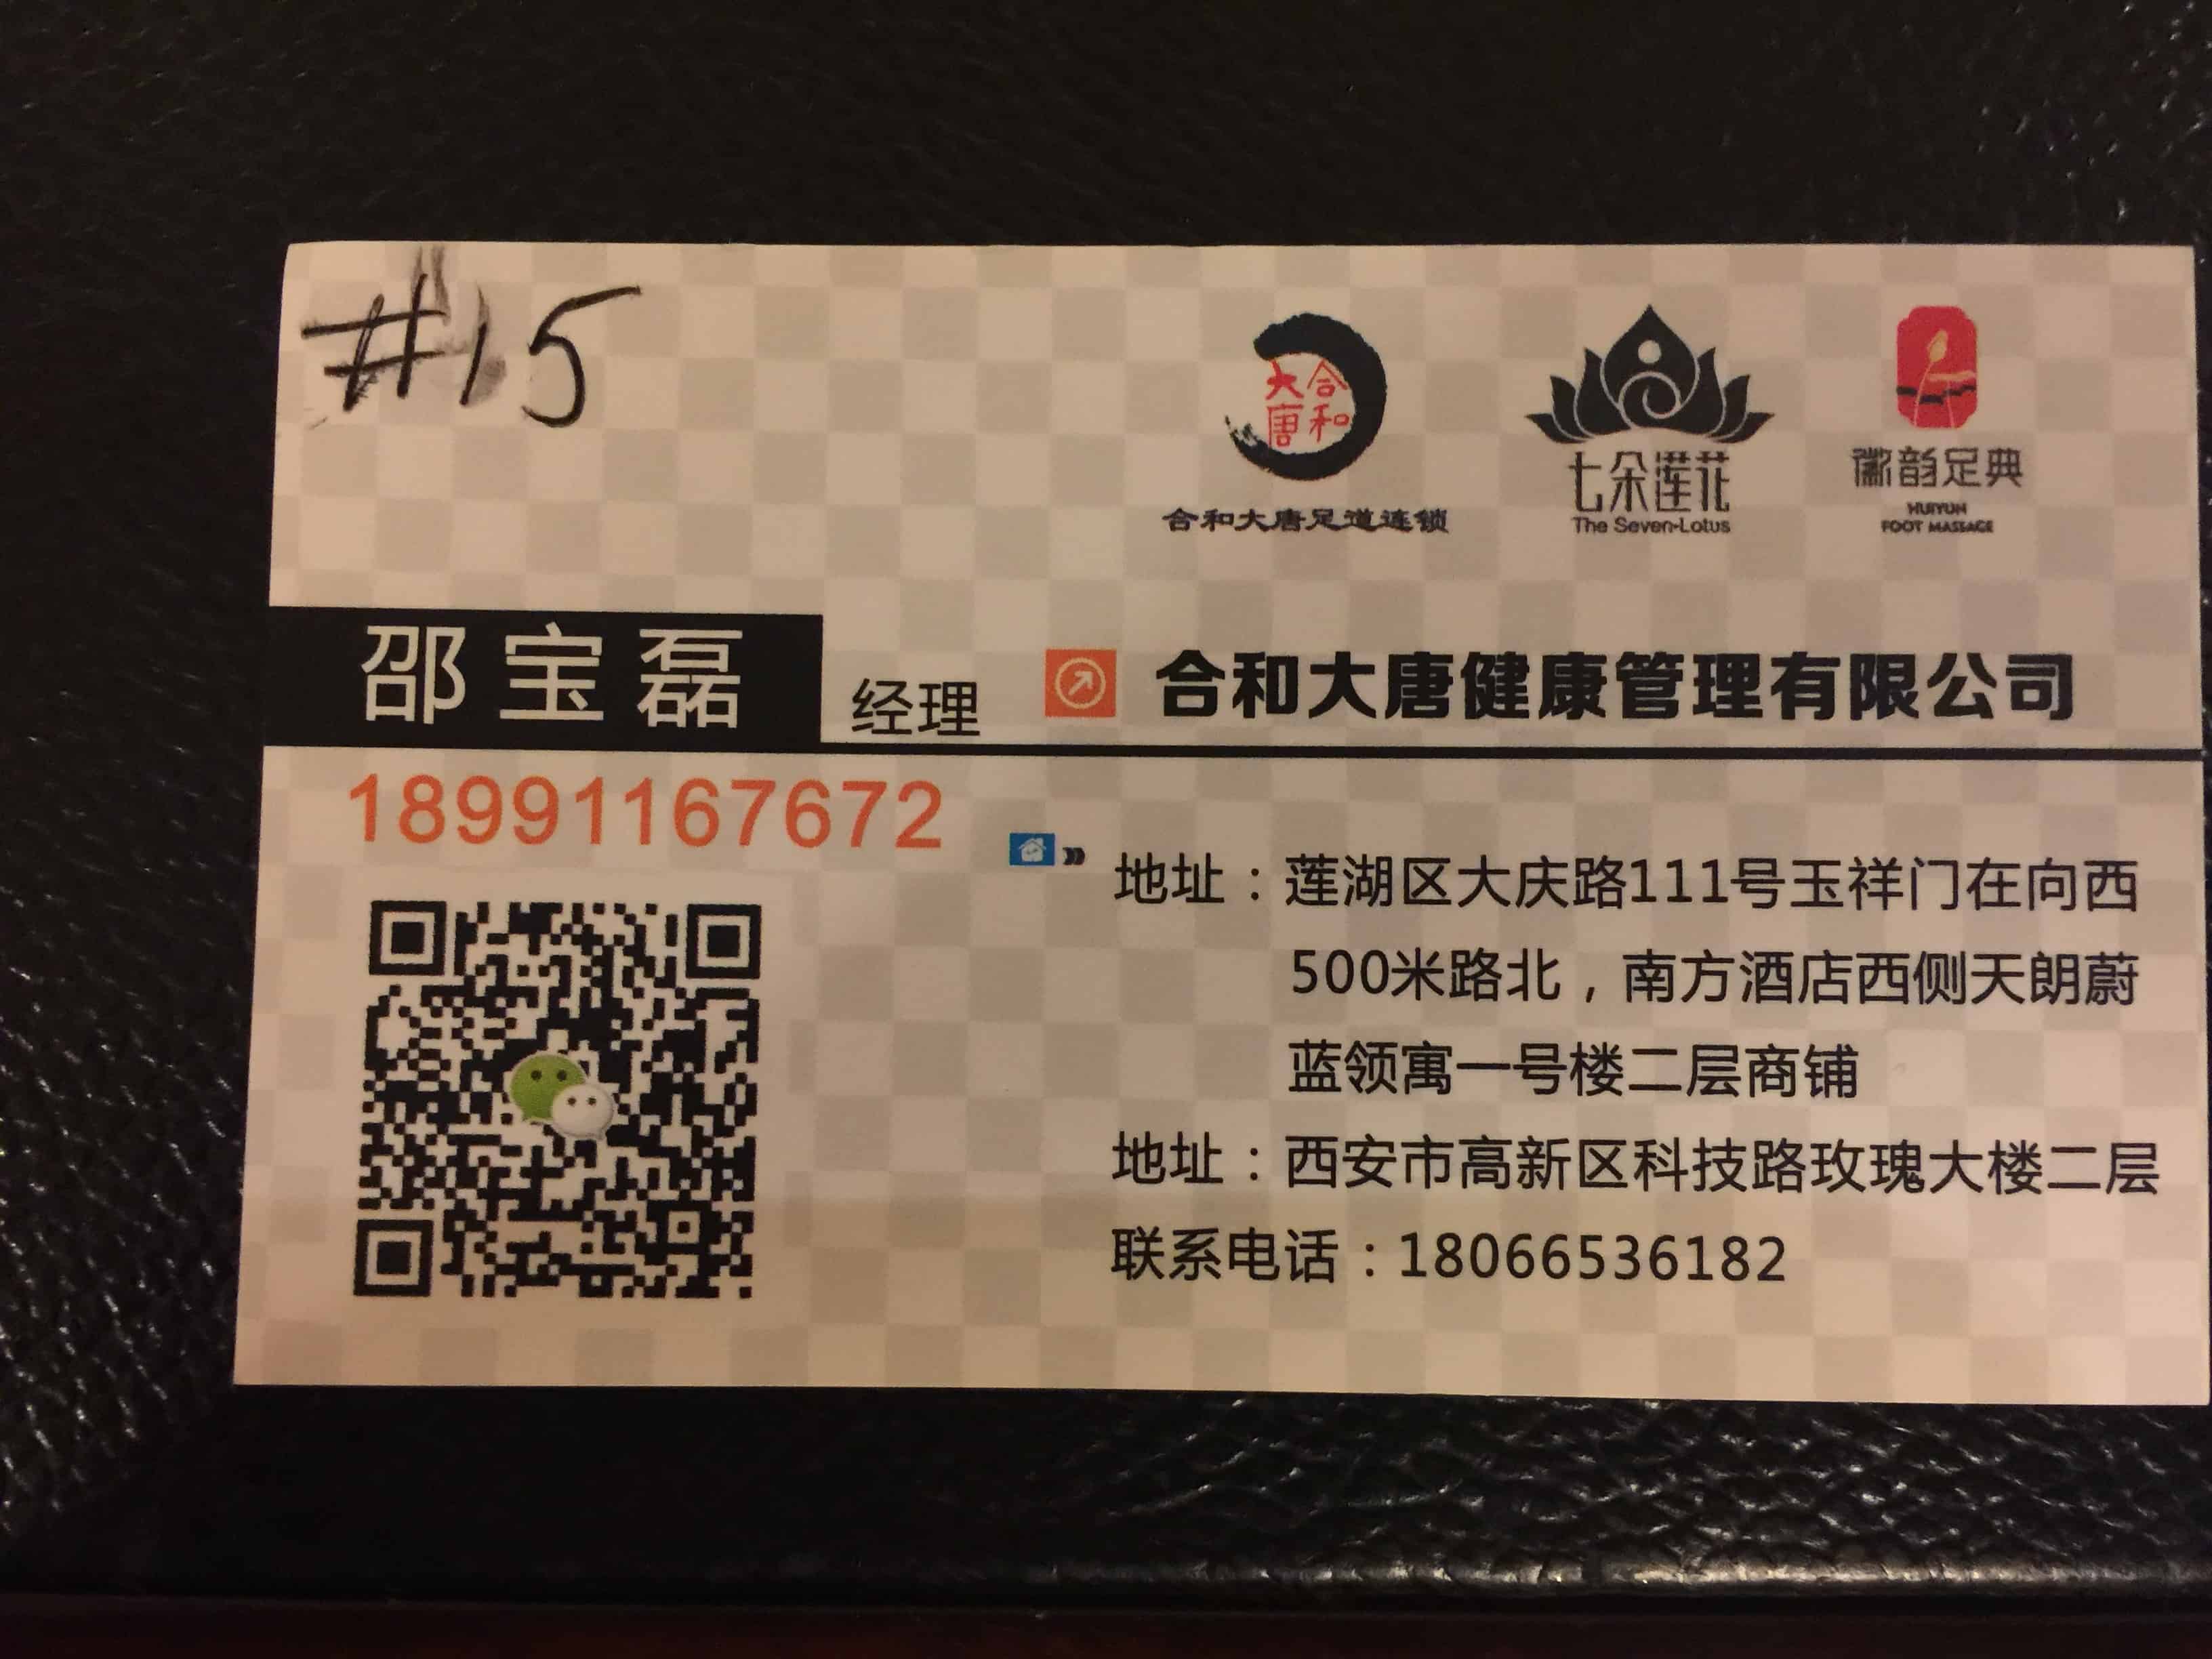 #15
大合
唐和
合和大唐足道连锁
七朵莲花
The Seven-Lotus
徽韵足典
HUIYUN
FOOT MASSAGE
邵宝磊
经理
合和大唐健康管理有限公司
18991167672
地址：莲湖区大庆路111号玉祥门在向西
500米路北，南方酒店西侧天朗蔚
蓝领寓一号楼二层商铺
地址：西安市高新区科技路玫瑰大楼二层
联系电话：18066536182